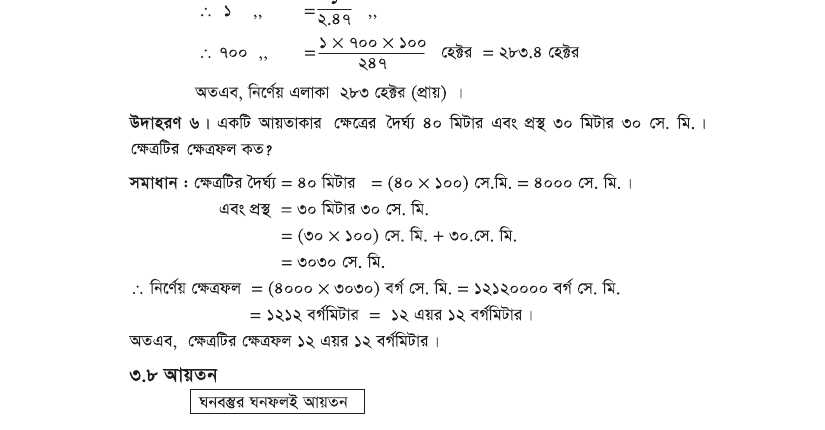 ∴ ১ ,, = ১/২.৪৭ ,,
∴ ৭০০ ,, = ১ × ৭০০ × ১০০/২৪৭ হেক্টর = ২৮৩.৪ হেক্টর
অতএব, নির্ণেয় এলাকা ২৮৩ হেক্টর (প্রায়) ।
উদাহরণ ৬। একটি আয়তাকার ক্ষেত্রের দৈর্ঘ্য ৪০ মিটার এবং প্রস্থ ৩০ মিটার ৩০ সে. মি.।
ক্ষেত্রটির ক্ষেত্রফল কত?
সমাধান : ক্ষেত্রটির দৈর্ঘ্য = ৪০ মিটার = (৪০ × ১০০) সে.মি. = ৪০০০ সে. মি.।
এবং প্রস্থ = ৩০ মিটার ৩০ সে. মি.
= (৩০ × ১০০) সে. মি. + ৩০.সে. মি.
= ৩০৩০ সে. মি.
∴ নির্ণেয় ক্ষেত্রফল = (৪০০০ × ৩০৩০) বর্গ সে. মি. = ১২১২০০০০ বর্গ সে. মি.
= ১২১২ বর্গমিটার = ১২ এয়র ১২ বর্গমিটার।
অতএব, ক্ষেত্রটির ক্ষেত্রফল ১২ এয়র ১২ বর্গমিটার।
৩.৮ আয়তন
ঘনবস্তুর ঘনফলই আয়তন